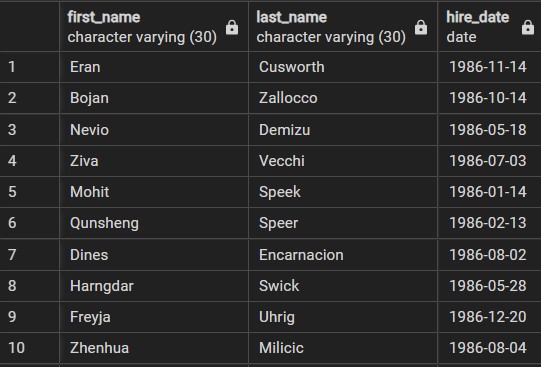 first_name last_name hire_date
character varying (30) character varying (30) date
1 Eran Cusworth 1986-11-14
2 Bojan Zallocco 1986-10-14
3 Nevio Demizu 1986-05-18
4 Ziva Vecchi 1986-07-03
5 Mohit Speek 1986-01-14
6 Qunsheng Speer 1986-02-13
7 Dines Encarnacion 1986-08-02
8 Harngdar Swick 1986-05-28
9 Freyja Uhrig 1986-12-20
10 Zhenhua Milicic 1986-08-04